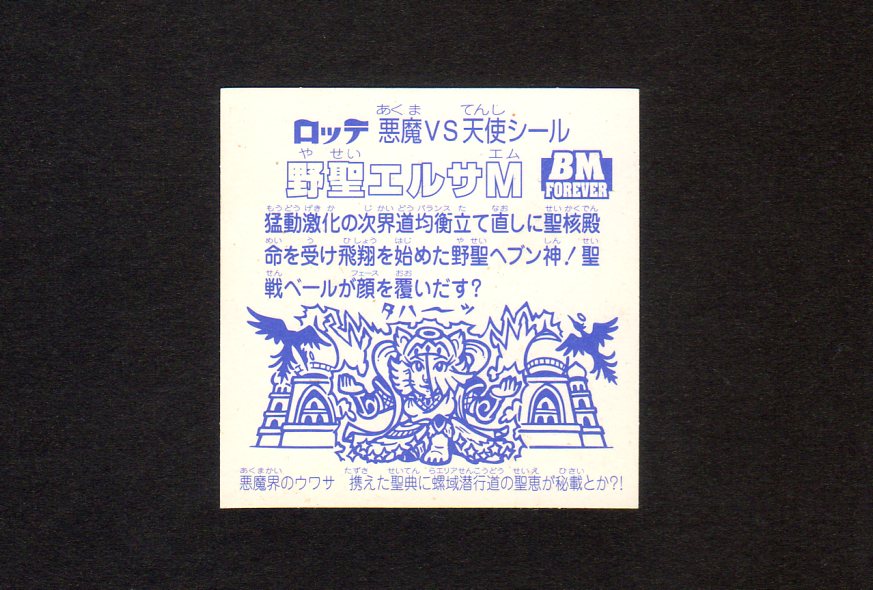 ロッテ 悪魔VS天使シール
野聖エルサM BM FOREVER
猛動激化の次界道均衡立て直しに聖核殿
命を受け飛翔を始めた野聖ヘブン神！聖
戦ベールが顔を覆いだす？
タハーッ
悪魔界のウワサ 携えた聖典に螺域潜行道の聖恵が秘載とか?!